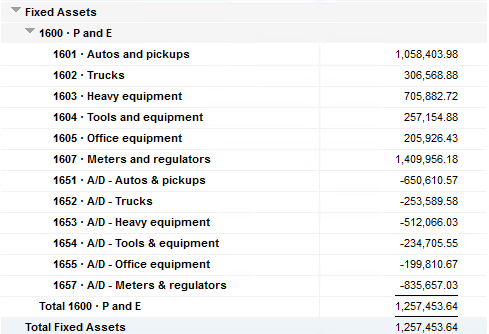 Fixed Assets
1600 · P and E
1601 · Autos and pickups 1,058,403.98
1602 · Trucks 306,568.88
1603 · Heavy equipment 705,882.72
1604 · Tools and equipment 257,154.88
1605 · Office equipment 205,926.43
1607 · Meters and regulators 1,409,956.18
1651 · A/D - Autos & pickups -650,610.57
1652 · A/D - Trucks -253,589.58
1653 · A/D - Heavy equipment -512,066.03
1654 · A/D - Tools & equipment -234,705.55
1655 · A/D - Office equipment -199,810.67
1657 · A/D - Meters & regulators -835,657.03
Total 1600 · P and E 1,257,453.64
Total Fixed Assets 1,257,453.64